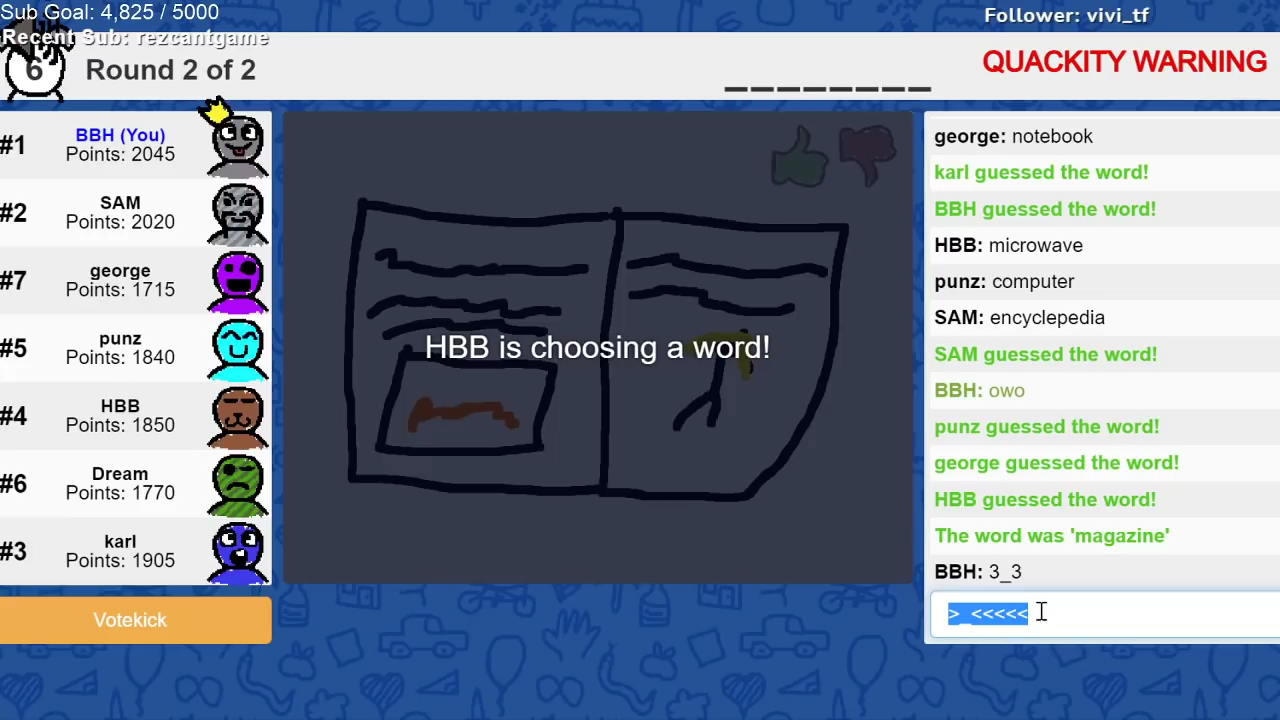 Sub Goal: 4,825 / 5000
Follower: vivi_tf
Recent Sub: rezcantgame
6
Round 2 of 2
________
QUACKITY WARNING
#1
BBH (You)
Points: 2045
#2
SAM
Points: 2020
#7
george
Points: 1715
#5
punz
Points: 1840
#4
HBB
Points: 1850
#6
Dream
Points: 1770
#3
karl
Points: 1905
Votekick
HBB is choosing a word!
george: notebook
karl guessed the word!
BBH guessed the word!
HBB: microwave
punz: computer
SAM: encyclepedia
SAM guessed the word!
BBH: owo
punz guessed the word!
george guessed the word!
HBB guessed the word!
The word was 'magazine'
BBH: 3_3
>_<<<<<